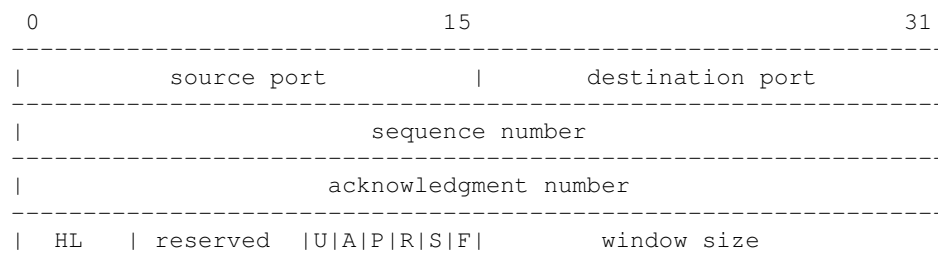 0                             15                              31
-----------------------------------------------------------------
|          source port          |       destination port
-----------------------------------------------------------------
|                        sequence number
-----------------------------------------------------------------
|                     acknowledgment number
-----------------------------------------------------------------
|  HL   | reserved  |U|A|P|R|S|F|        window size